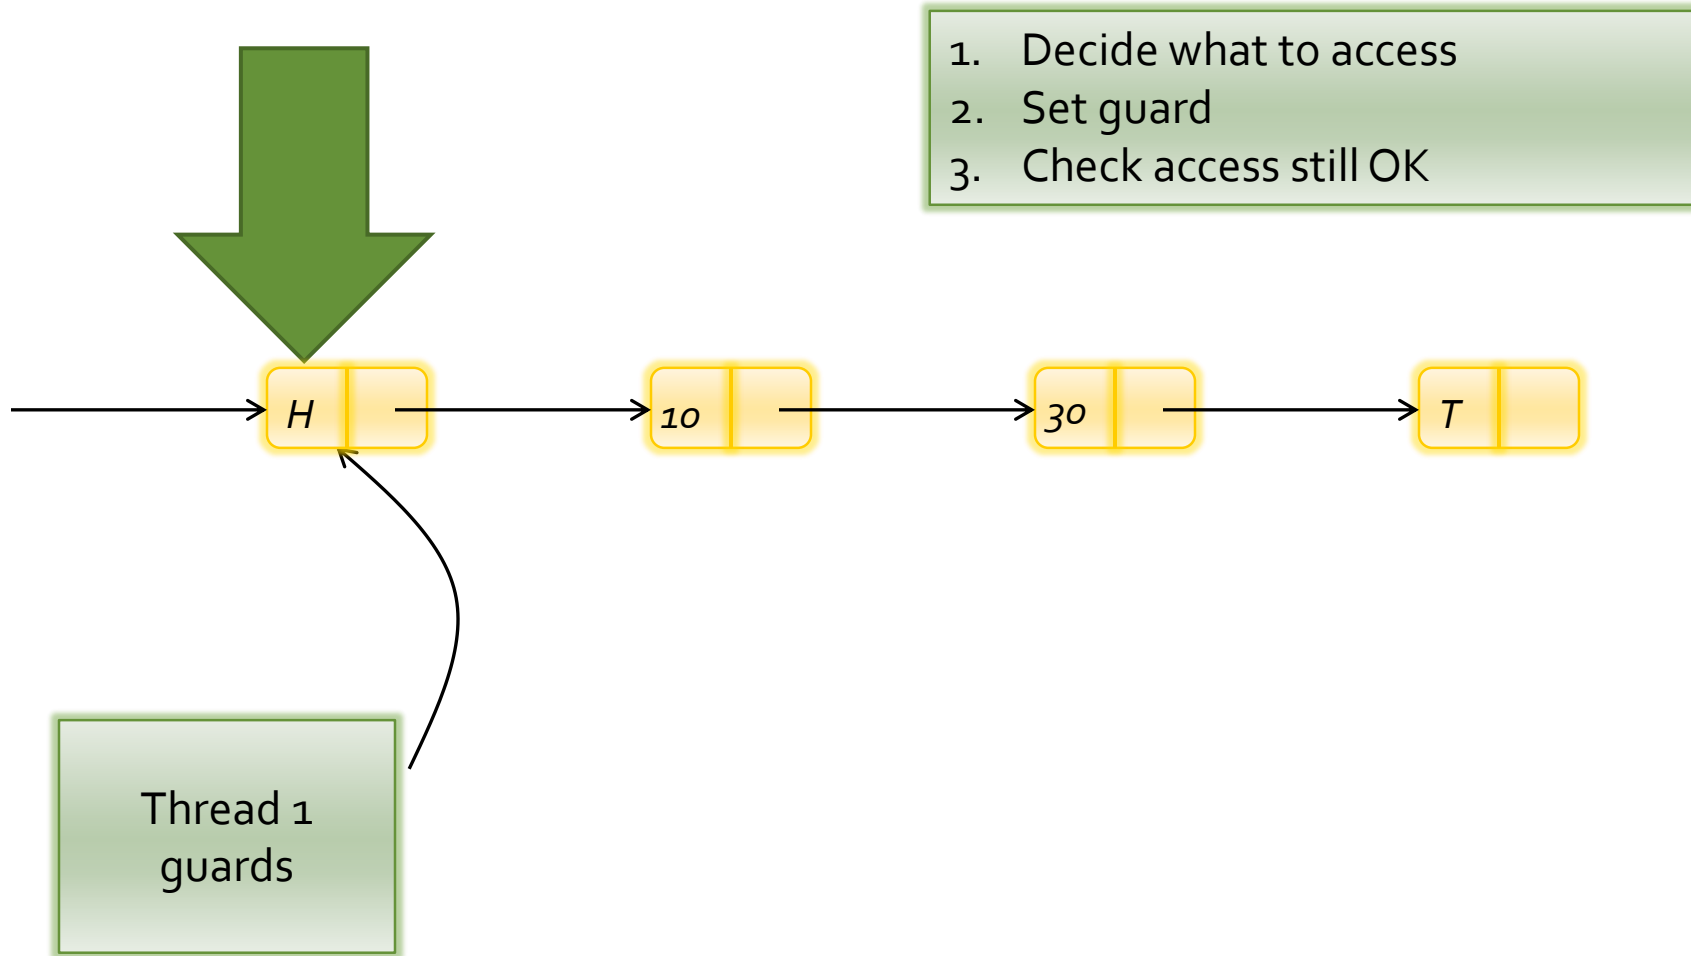 1. Decide what to access
2. Set guard
3. Check access still OK
H
10
30
T
Thread 1
guards